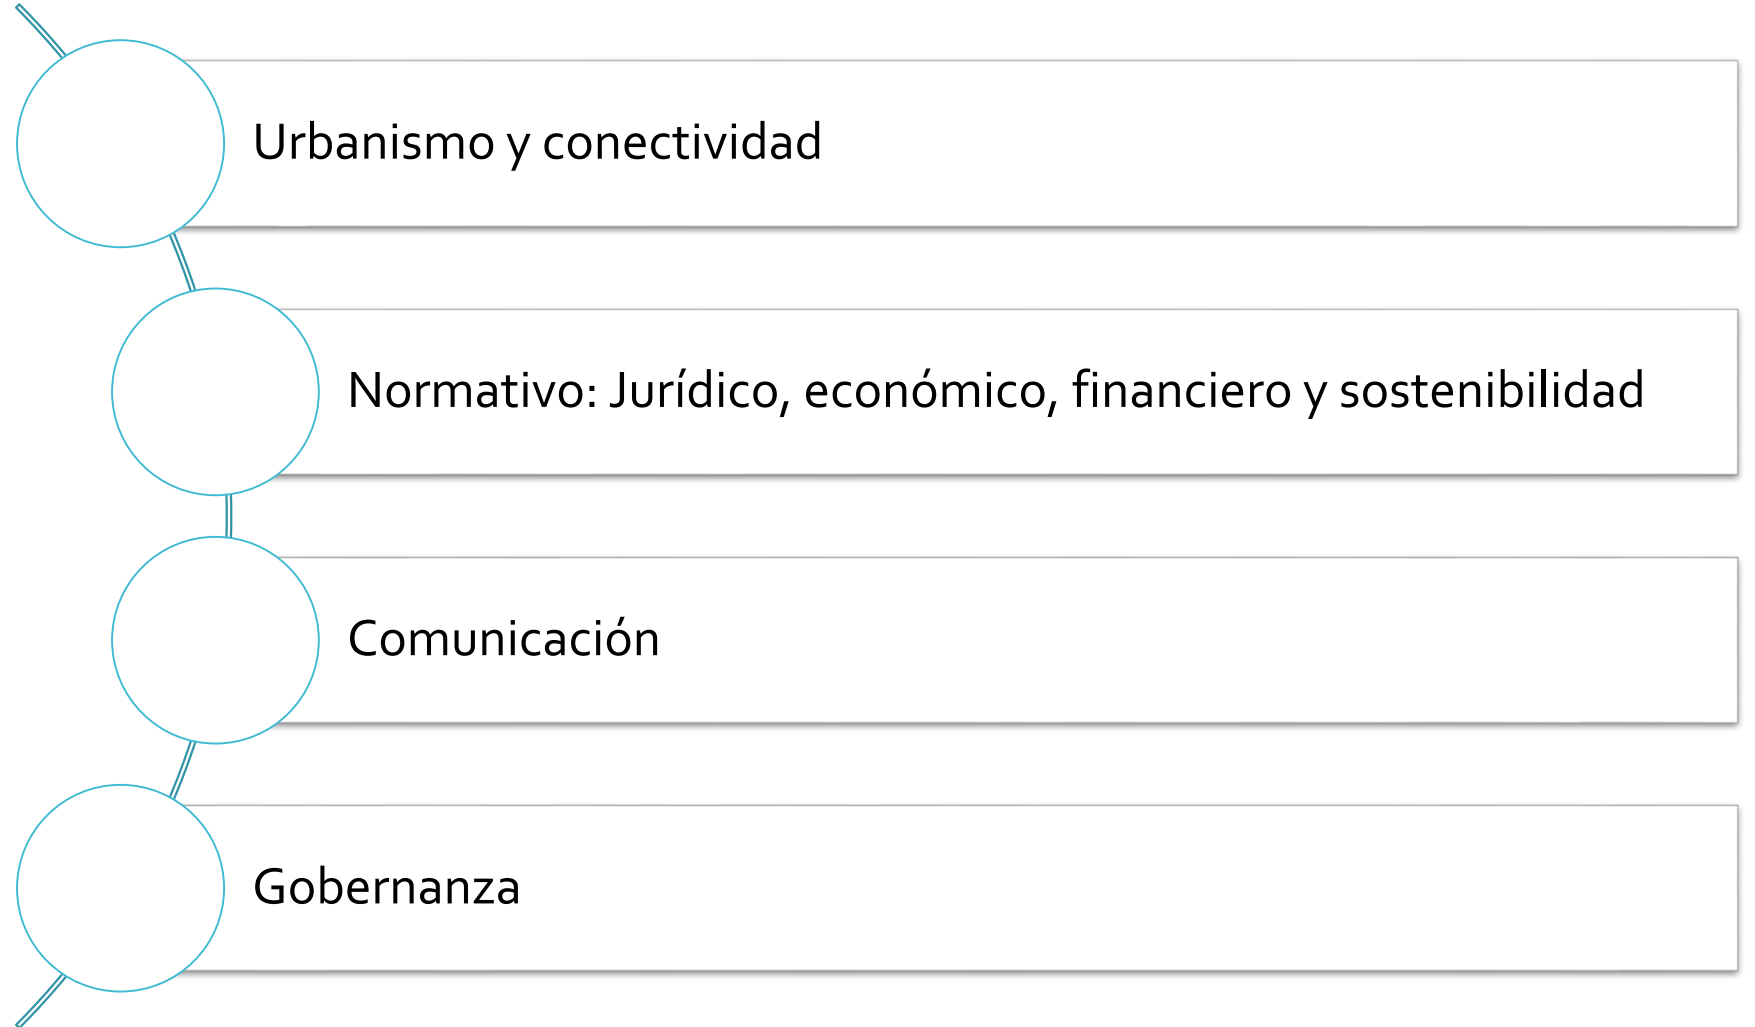 Urbanismo y conectividad
Normativo: Jurídico, económico, financiero y sostenibilidad
Comunicación
Gobernanza